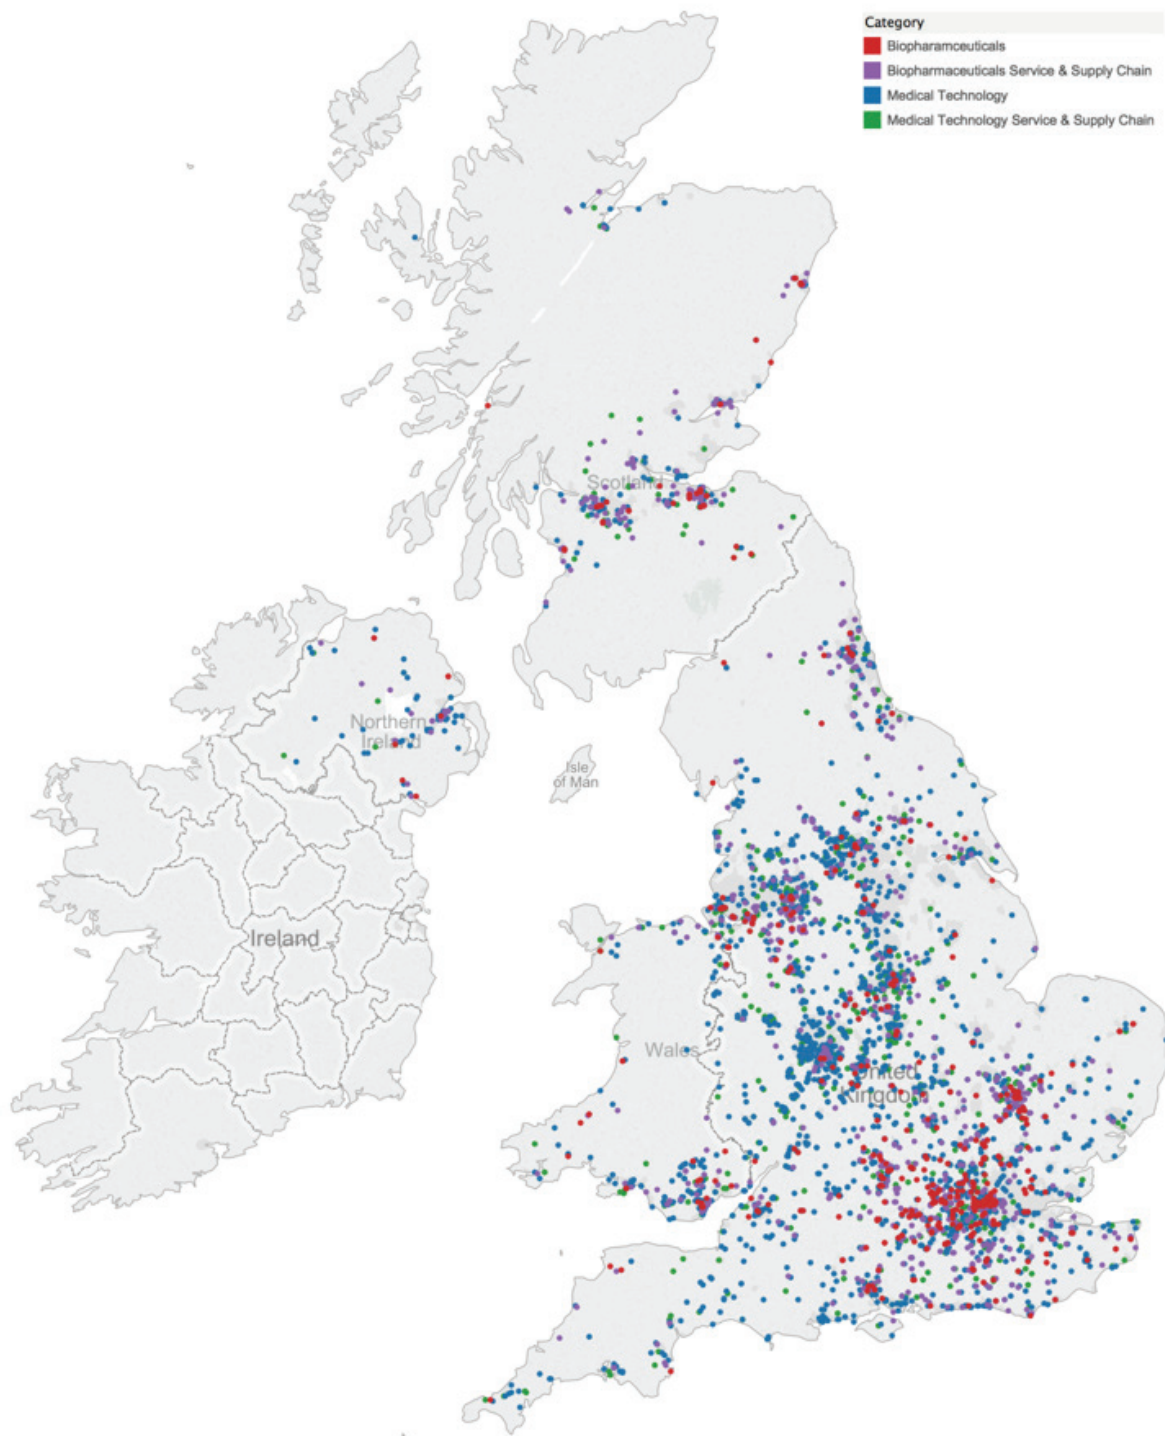 Category
Biopharamceuticals
Biopharmaceuticals Service & Supply Chain
Medical Technology
Medical Technology Service & Supply Chain
Scotland
Northern
Ireland
Isle
of Man
Ireland
Wales
United
Kingdom